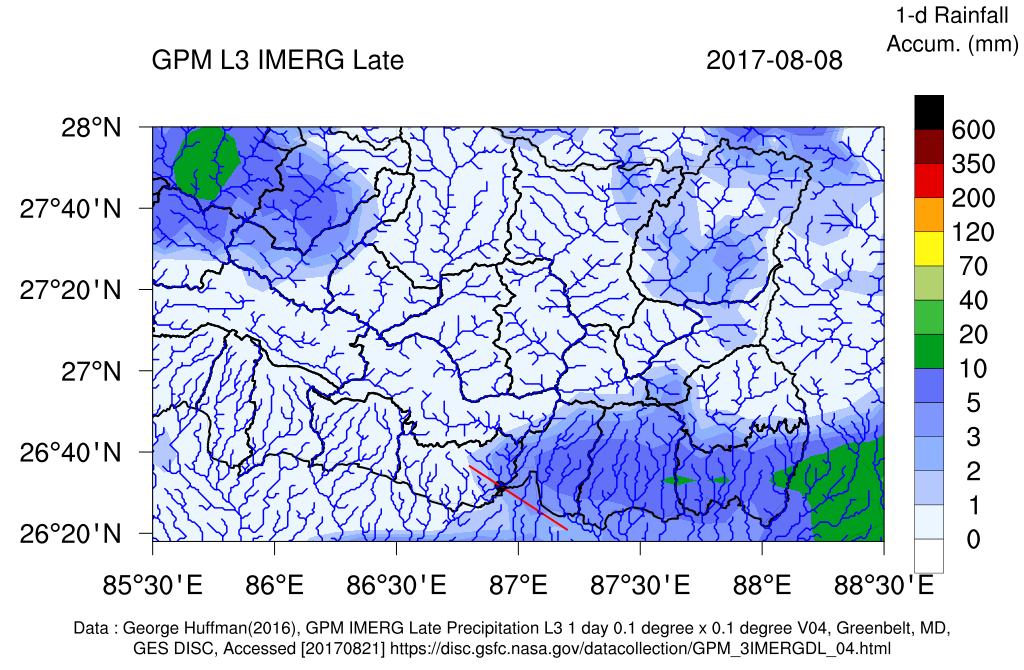 1-d Rainfall
Accum. (mm)
GPM L3 IMERG Late
2017-08-08
28°N
27°40'N
27°20'N
27°N
26°40'N
26°20'N
85°30'E
86°E
86°30'E
87°E
87°30'E
88°E
88°30'E
600
350
200
120
70
40
20
10
5
3
2
1
0
Data : George Huffman(2016), GPM IMERG Late Precipitation L3 1 day 0.1 degree x 0.1 degree V04, Greenbelt, MD,
GES DISC, Accessed [20170821] https://disc.gsfc.nasa.gov/datacollection/GPM_3IMERGDL_04.html